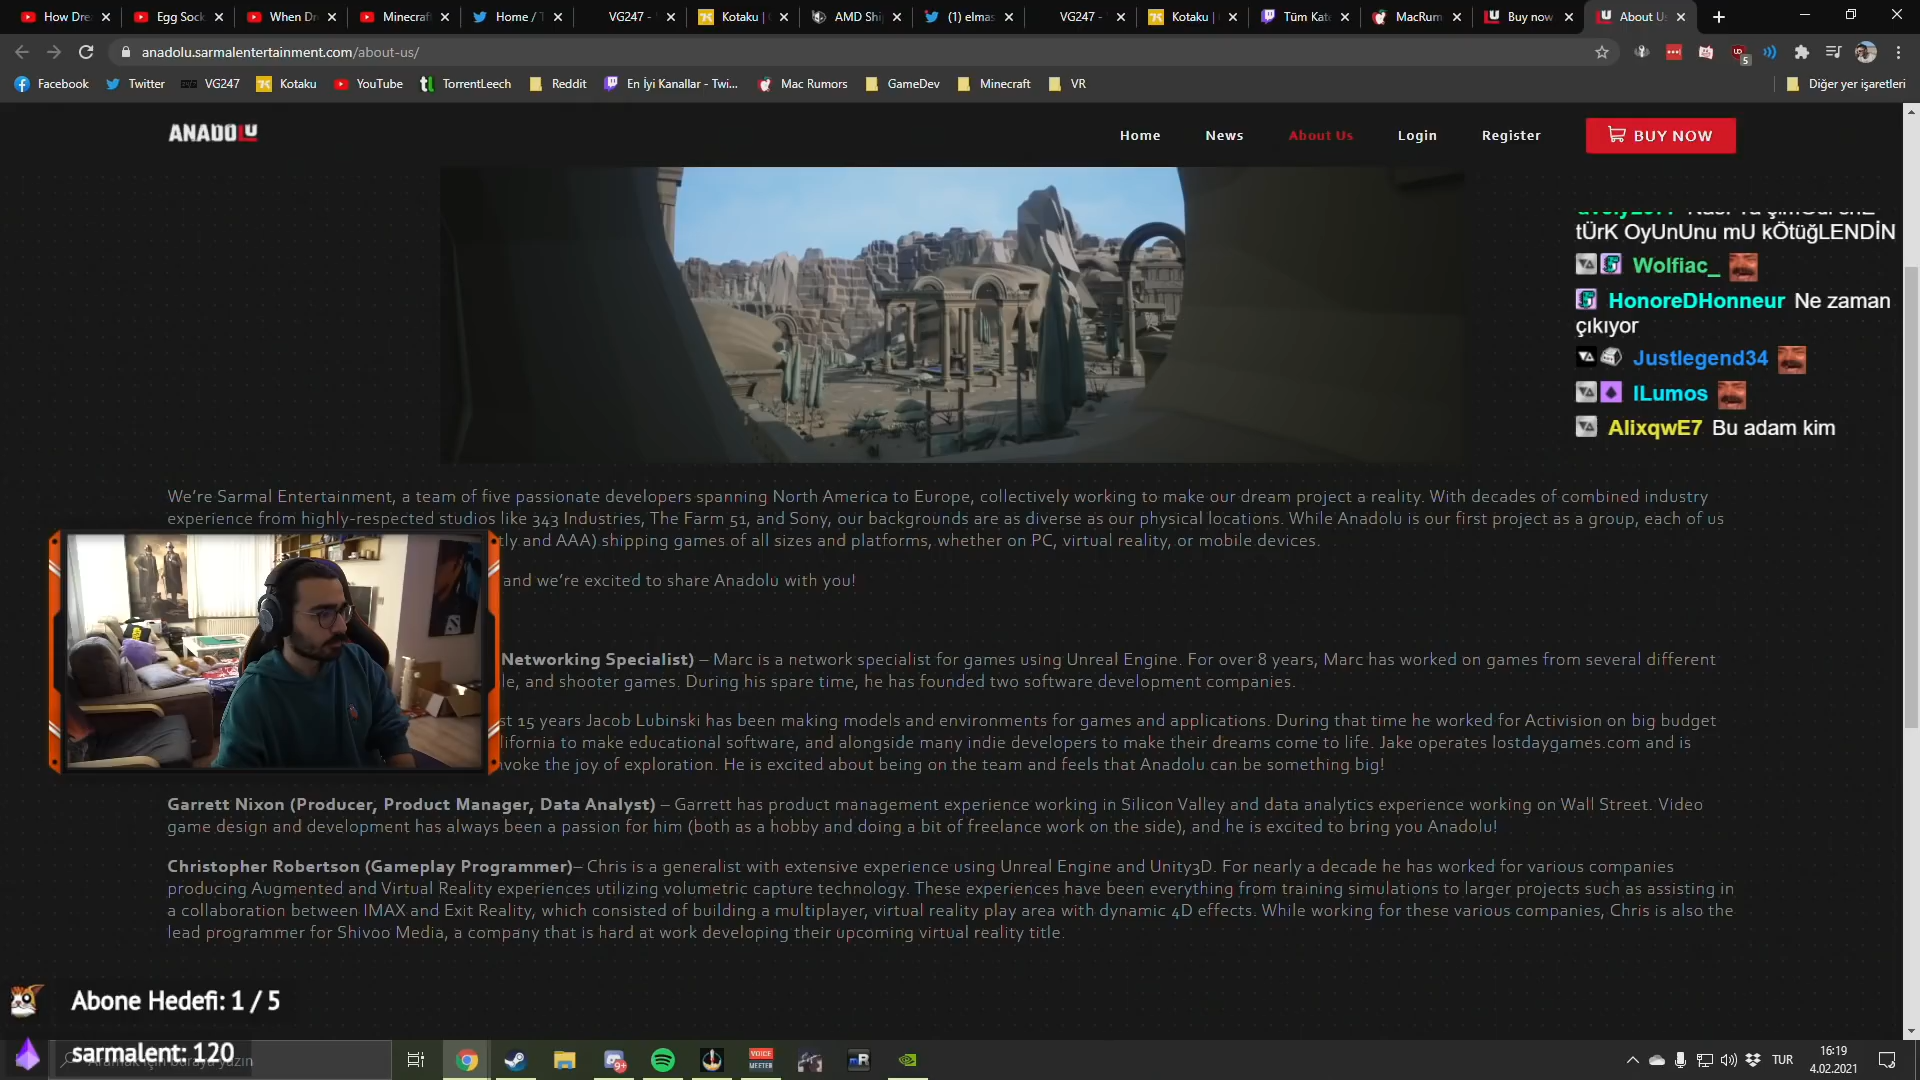 How Dre
Egg Sock
When Dr
Minecraf
Home / T
VG247 -
Kotaku |
AMD Ship
(1) elmas
VG247 -
Kotaku |
Tüm Kate
MacRum
Buy now
About Us
anadolu.sarmalentertainment.com/about-us/
5
Facebook
Twitter
VG247
Kotaku
YouTube
TorrentLeech
Reddit
En İyi Kanallar - Twi...
Mac Rumors
GameDev
Minecraft
VR
Diğer yer işaretleri
ANADOLU
Home
News
About Us
Login
Register
BUY NOW
tÜrK OyUnUnu mU kÖtüğLENDİN
Wolfiac_
HonoreDHonneur Ne zaman
çıkıyor
Justlegend34
ILumos
AlixqwE7 Bu adam kim
We're Sarmal Entertainment, a team of five passionate developers spanning North America to Europe, collectively working to make our dream project a reality. With decades of combined industry
experience from highly-respected studios like 343 Industries, The Farm 51, and Sony, our backgrounds are as diverse as our physical locations. While Anadolu is our first project as a group, each of us
tly and AAA) shipping games of all sizes and platforms, whether on PC, virtual reality, or mobile devices.
and we're excited to share Anadolu with you!
Networking Specialist) – Marc is a network specialist for games using Unreal Engine. For over 8 years, Marc has worked on games from several different
le, and shooter games. During his spare time, he has founded two software development companies.
st 15 years Jacob Lubinski has been making models and environments for games and applications. During that time he worked for Activision on big budget
lifornia to make educational software, and alongside many indie developers to make their dreams come to life. Jake operates lostdaygames.com and is
voke the joy of exploration. He is excited about being on the team and feels that Anadolu can be something big!
Garrett Nixon (Producer, Product Manager, Data Analyst) – Garrett has product management experience working in Silicon Valley and data analytics experience working on Wall Street. Video
game design and development has always been a passion for him (both as a hobby and doing a bit of freelance work on the side), and he is excited to bring you Anadolu!
Christopher Robertson (Gameplay Programmer)– Chris is a generalist with extensive experience using Unreal Engine and Unity3D. For nearly a decade he has worked for various companies
producing Augmented and Virtual Reality experiences utilizing volumetric capture technology. These experiences have been everything from training simulations to larger projects such as assisting in
a collaboration between IMAX and Exit Reality, which consisted of building a multiplayer, virtual reality play area with dynamic 4D effects. While working for these various companies, Chris is also the
lead programmer for Shivoo Media, a company that is hard at work developing their upcoming virtual reality title.
Abone Hedefi: 1 / 5
sarmalent: 120
VOICE
MEETER
mR
9+
TUR
16:19
4.02.2021